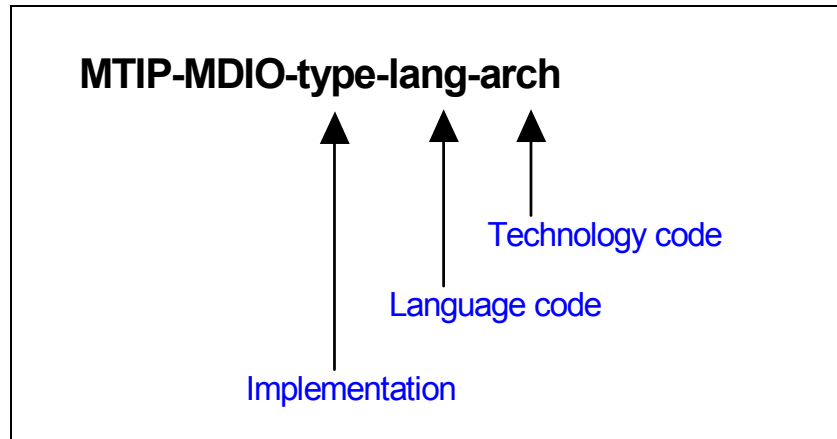 MTIP-MDIO-type-lang-arch
Technology code
Language code
Implementation